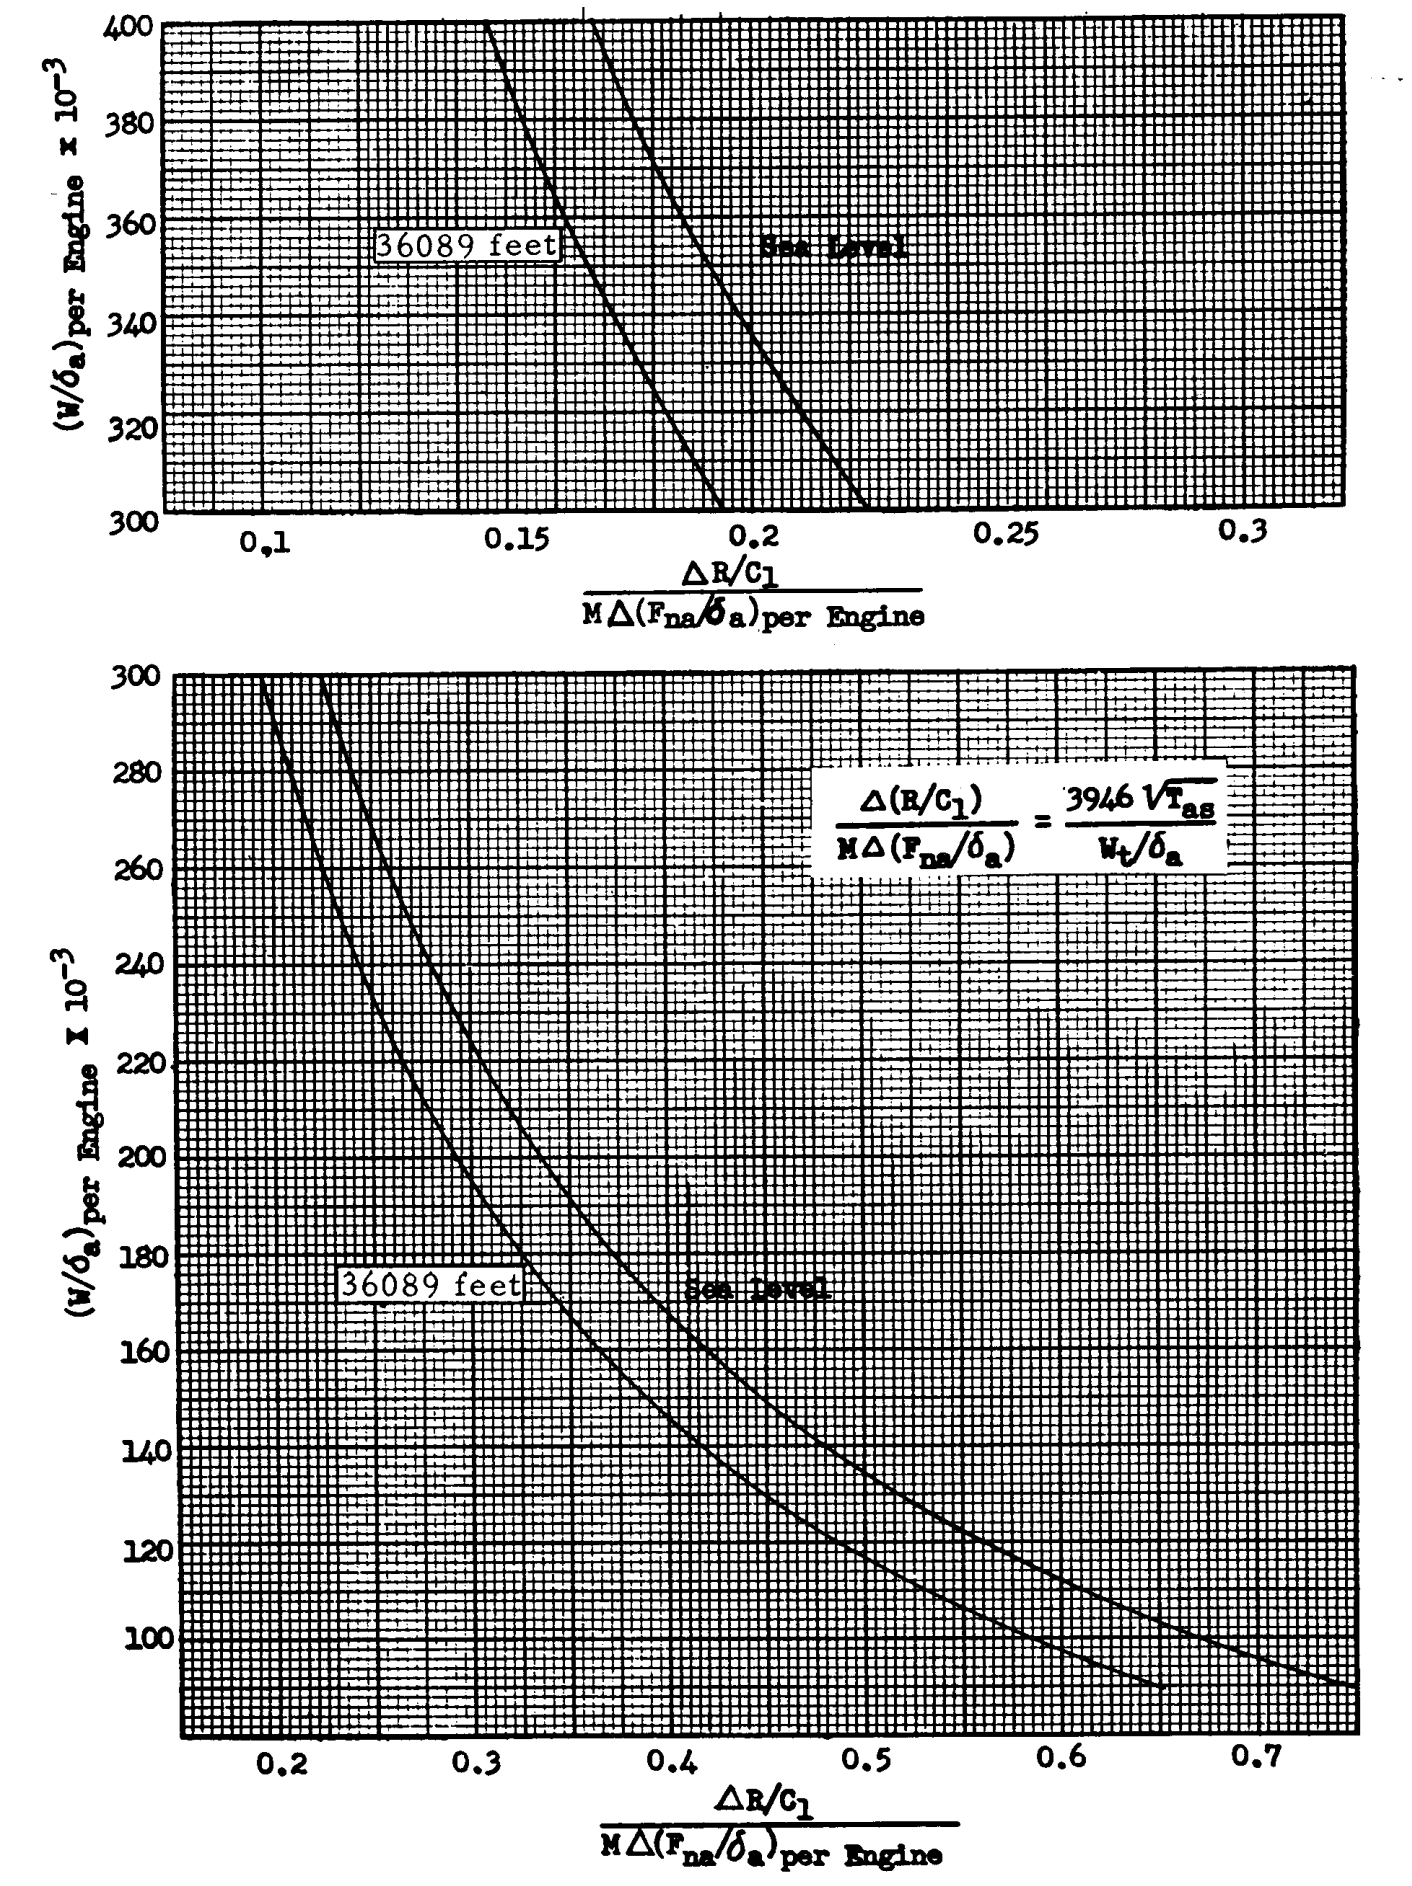 400
380
360
340
320
300
(W/δa)per Engine x 10-3
36089 feet
Sea Level
0.1 0.15 0.2 0.25 0.3
ΔR/C1
MΔ(Fna/δa)per Engine
300
280
260
240
220
200
180
160
140
120
100
(W/δa)per Engine X 10-3
Δ(R/C1) = 3946 √Tas
MΔ(Fna/δa) Wt/δa
36089 feet
Sea Level
0.2 0.3 0.4 0.5 0.6 0.7
ΔR/C1
MΔ(Fna/δa)per Engine